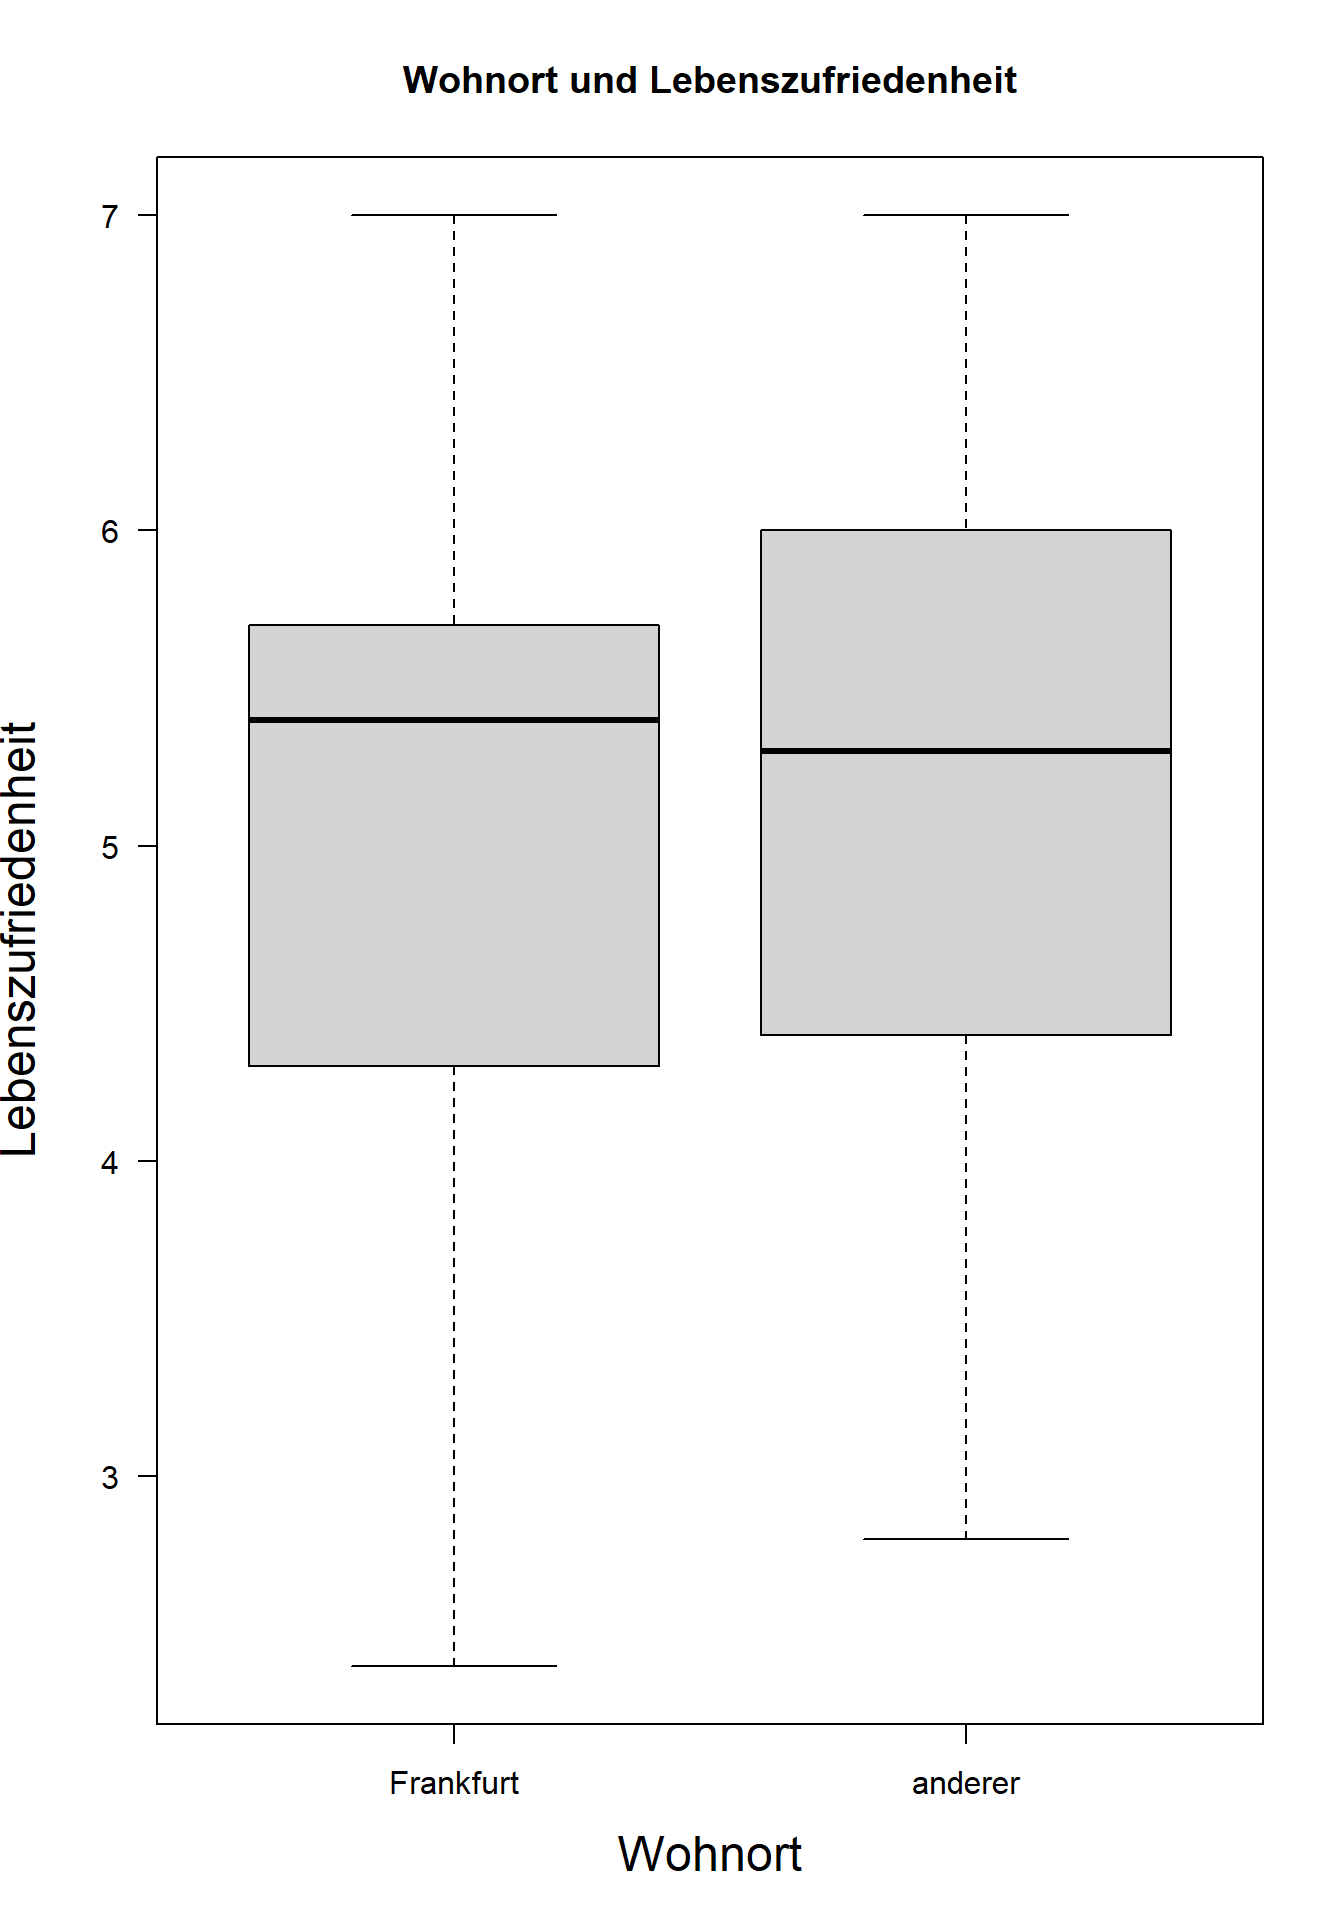 Wohnort und Lebenszufriedenheit
7
6
5
4
3
Lebenszufriedenheit
Frankfurt
anderer
Wohnort